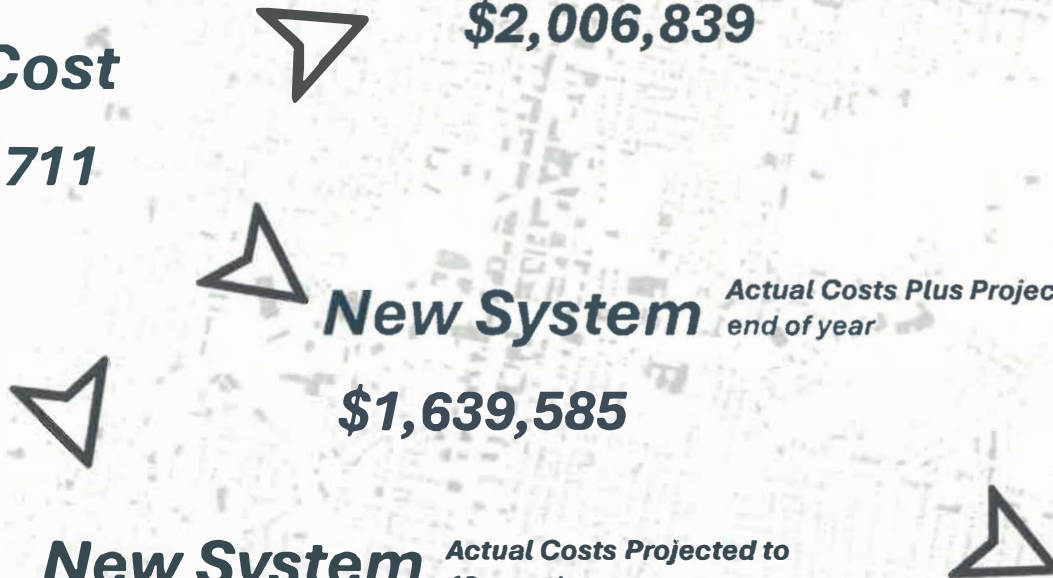 $2,006,839
Cost
711
New System
Actual Costs Plus
end of year
$1,639,585
New System
Actual Costs Projected to